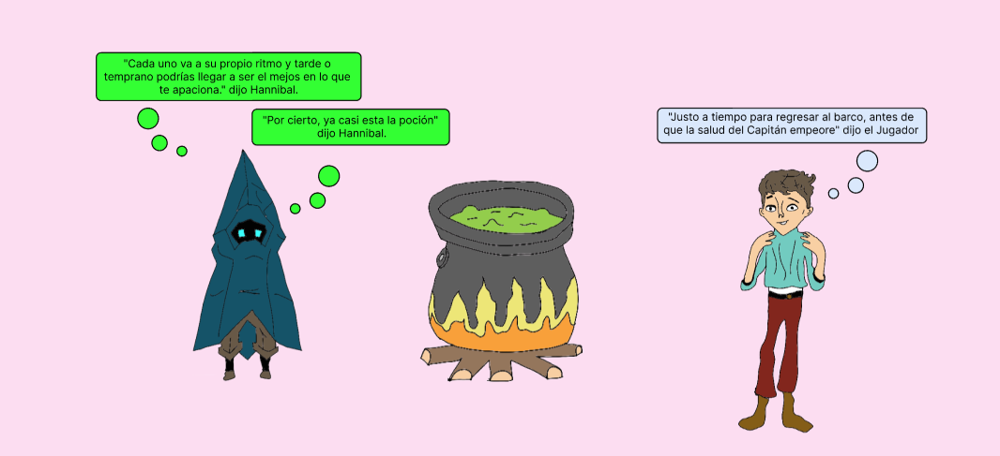 "Cada uno va a su propio ritmo y tarde o
temprano podrías llegar a ser el mejos en lo que
te apaciona." dijo Hannibal.
"Por cierto, ya casi esta la poción"
dijo Hannibal.
"Justo a tiempo para regresar al barco, antes de
que la salud del Capitán empeore" dijo el Jugador